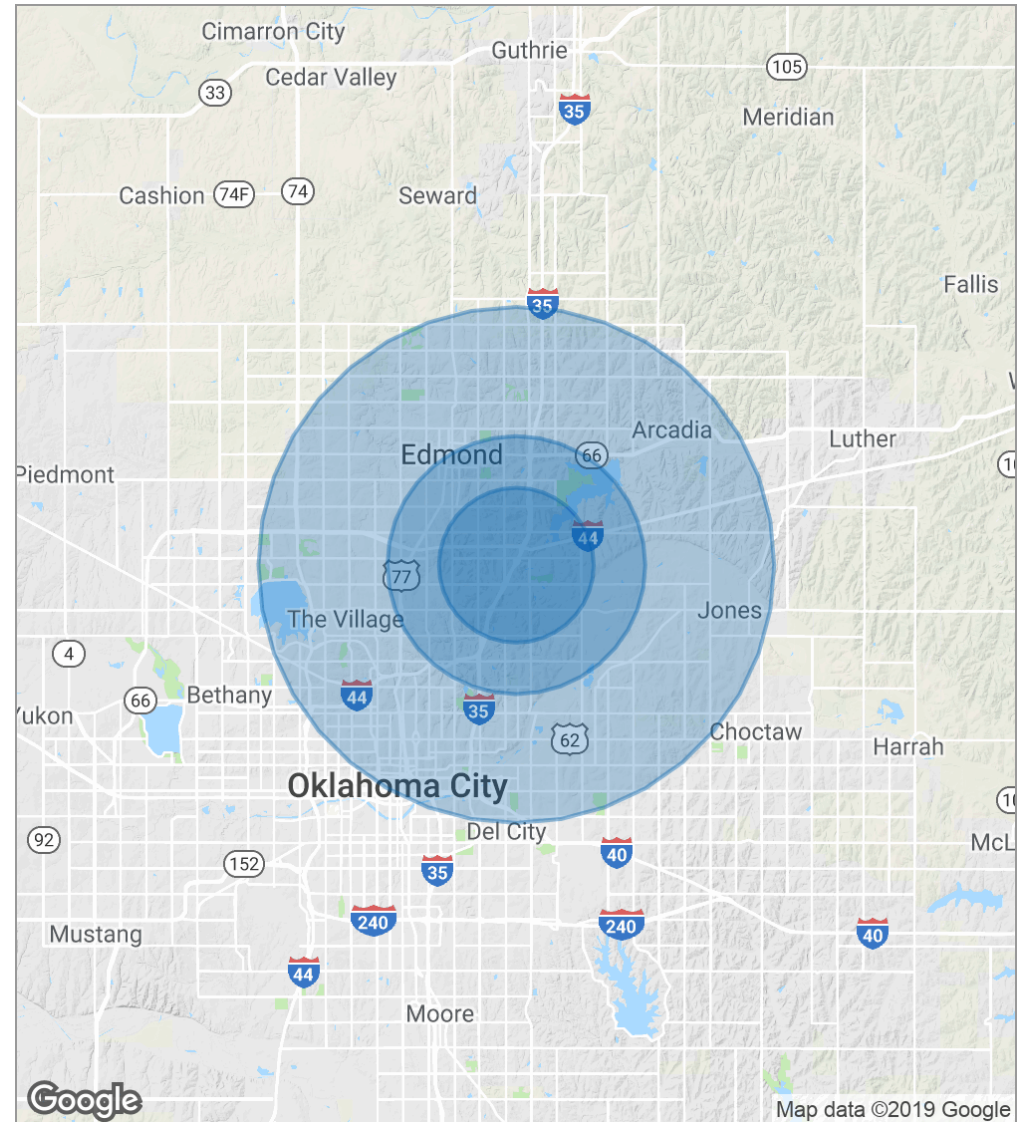 Cimarron City
Guthrie
105
Cedar Valley
33
35
Meridian
Cashion
74F
74
Seward
Fallis
35
Arcadia
Luther
Edmond
66
Piedmont
44
77
Jones
The Village
4
Bethany
66
44
35
Yukon
Choctaw
62
Harrah
Oklahoma City
Del City
92
McL
40
152
35
240
240
40
Mustang
44
Moore
Google
Map data ©2019 Google